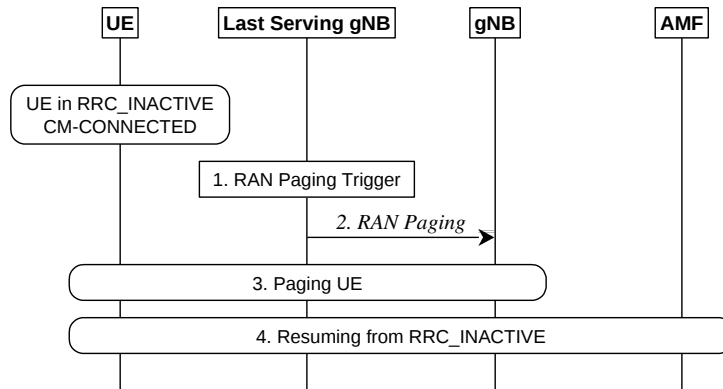 UE
Last Serving gNB
gNB
AMF
UE in RRC_INACTIVE
CM-CONNECTED
1. RAN Paging Trigger
2. RAN Paging
3. Paging UE
4. Resuming from RRC_INACTIVE